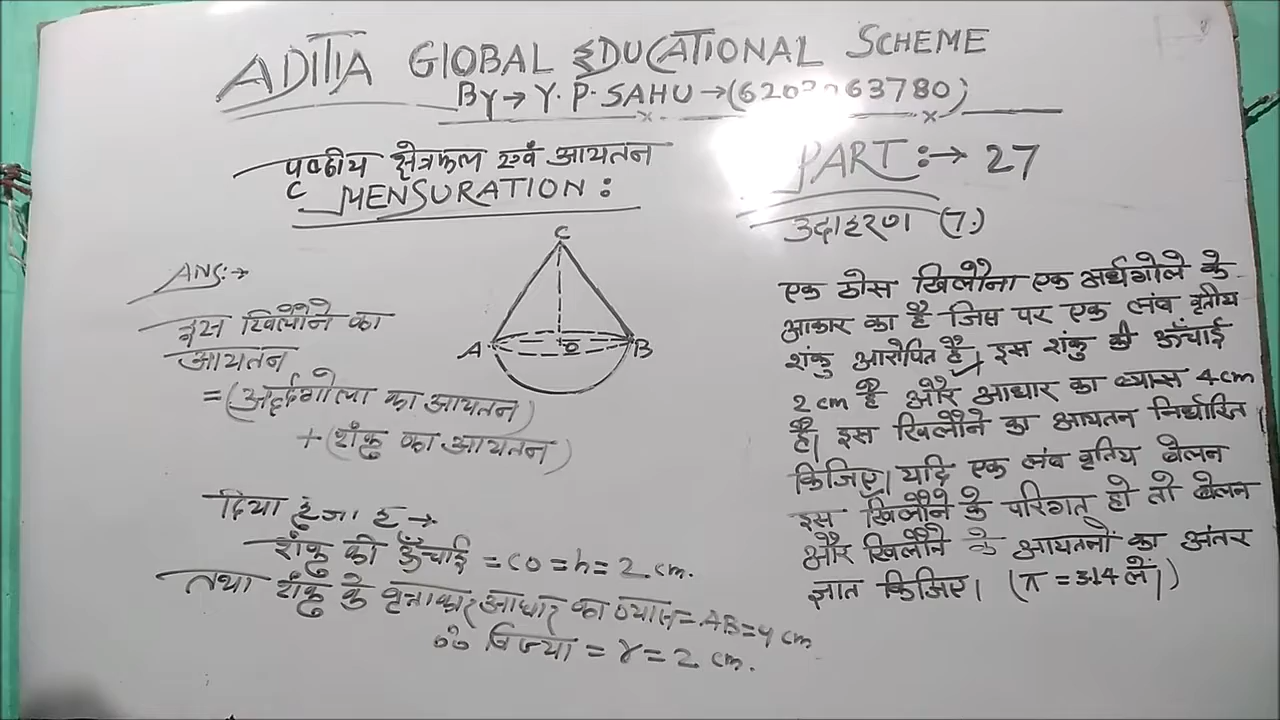 ADITIA GLOBAL EDUCATIONAL SCHEME
BY → Y. P. SAHU → 63780)
पृष्ठीय क्षेत्रफल एवं आयतन
C MENSURATION :
PART :→ 27
उदाहरण (7.)
एक ठोस खिलौना एक अर्धगोले के
आकार का है जिस पर एक लंब वृतीय
शंकु आरोपित है, इस शंकु की ऊँचाई
2 cm है और आधार का व्यास 4 cm
है। इस खिलौने का आयतन निर्धारित
किजिए। यदि एक लंब वृतिय बेलन
इस खिलौने के परिगत हो तो बेलन
और खिलौने के आयतनों का अंतर
ज्ञात किजिए। (π = 314 लें।)
ANS:→
इस खिलौने का
आयतन
= (अर्द्धगोला का आयतन)
+ (शंकु का आयतन)
C
A O B
दिया हुआ है →
शंकु की ऊँचाई = CO = h = 2 cm.
तथा शंकु के वृत्ताकार आधार का व्यास = AB = 4 cm
∴ त्रिज्या = r = 2 cm.